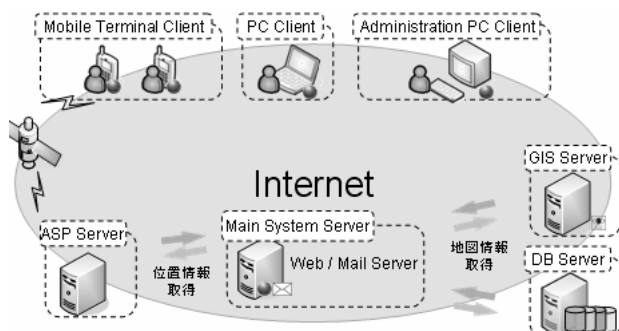 Mobile Terminal Client
PC Client
Administration PC Client
Internet
GIS Server
ASP Server
Main System Server
Web / Mail Server
位置情報
取得
地図情報
取得
DB Server